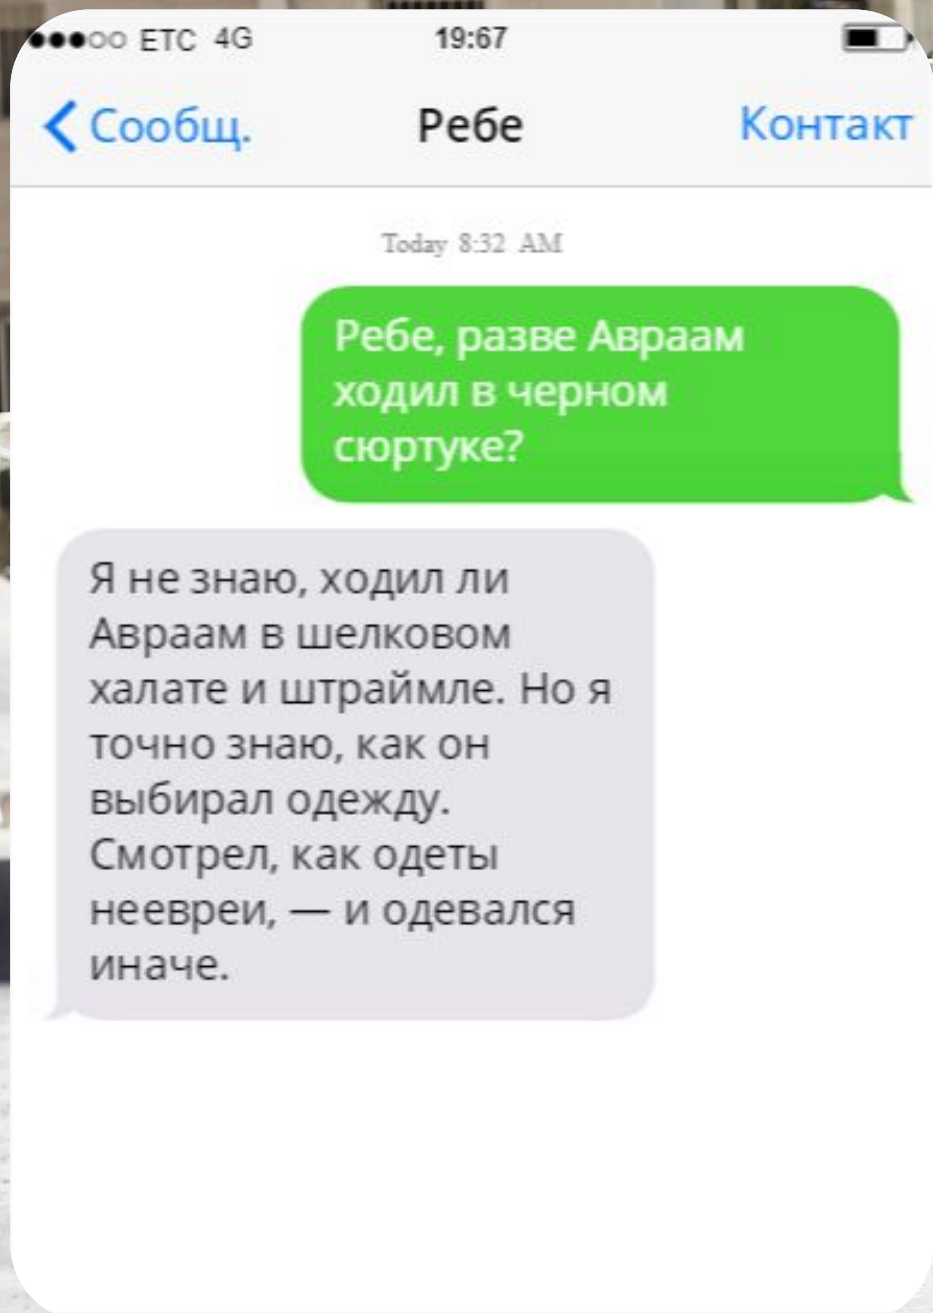 ETC 4G 19:67
Сообщ. Ребе Контакт
Today 8:32 AM
Ребе, разве Авраам
ходил в черном
сюртуке?
Я не знаю, ходил ли
Авраам в шелковом
халате и штраймле. Но я
точно знаю, как он
выбирал одежду.
Смотрел, как одеты
неевреи, — и одевался
иначе.